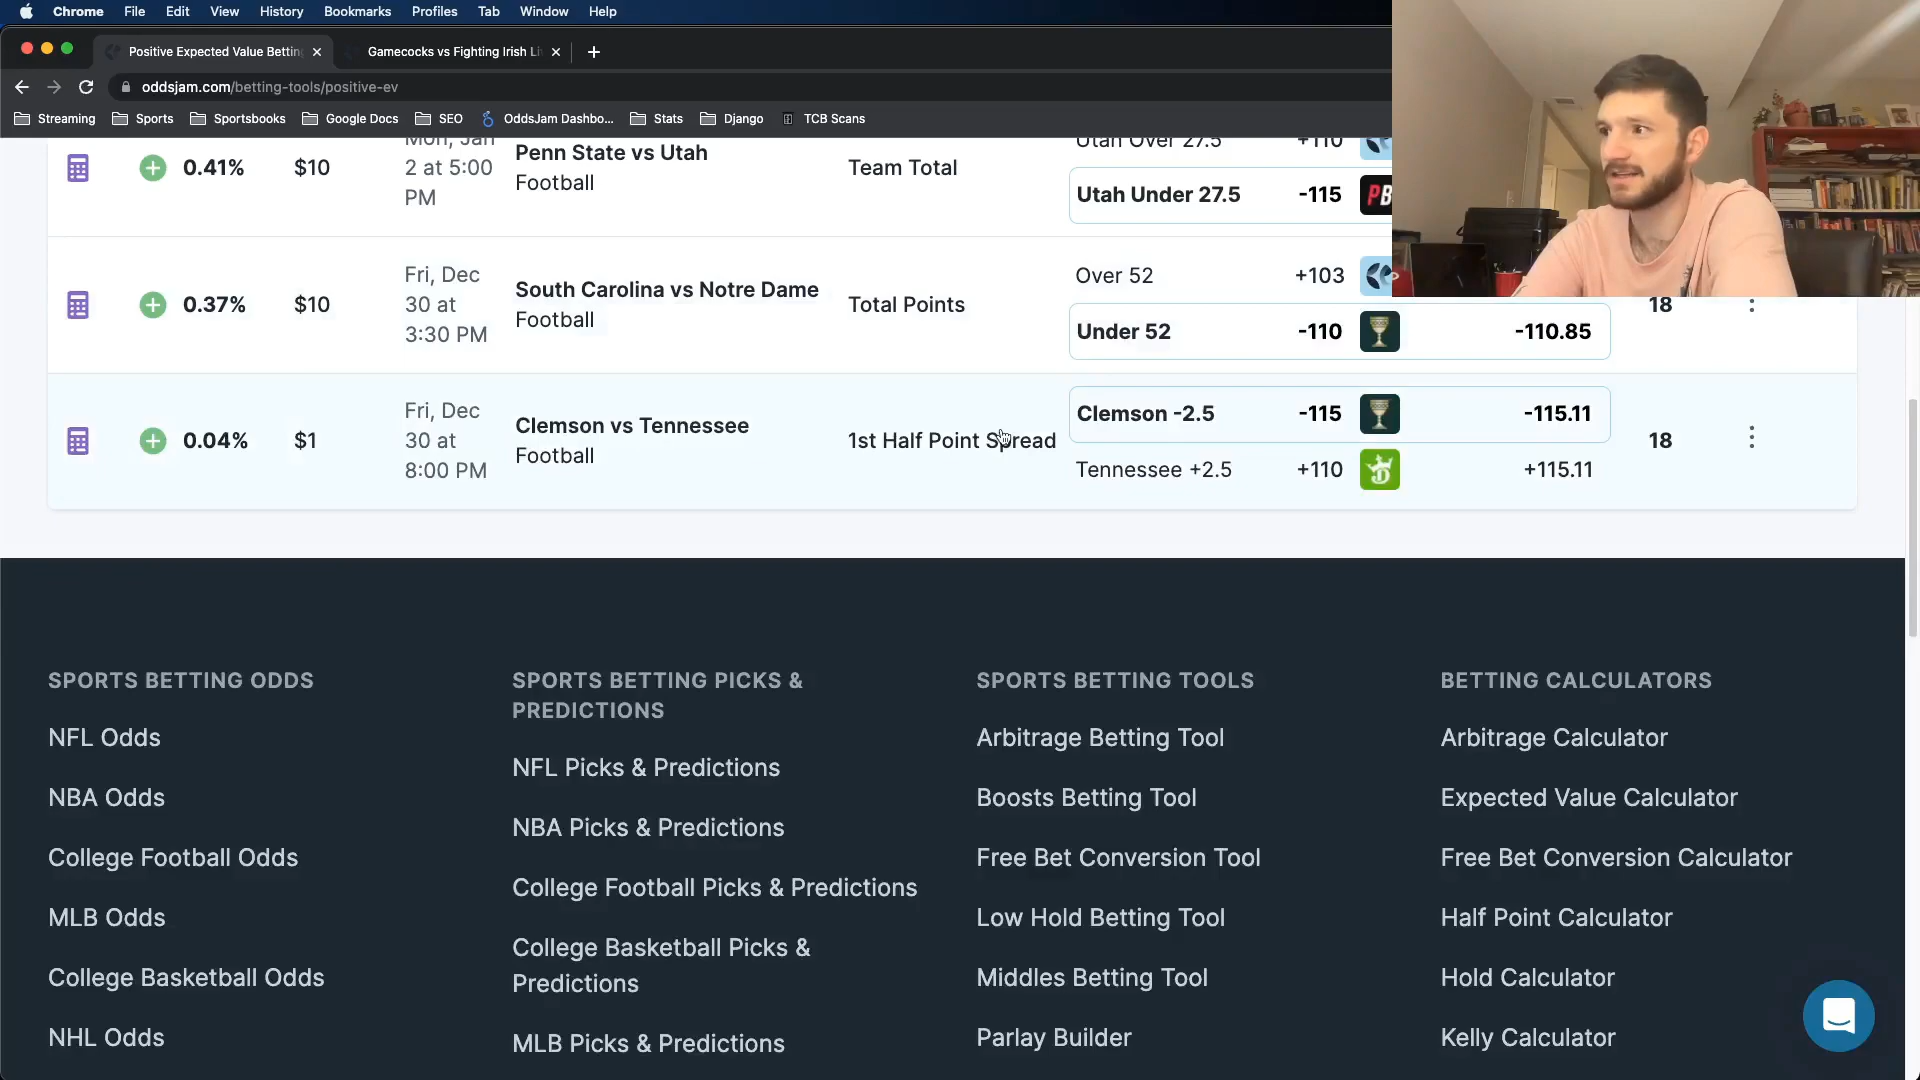 Chrome File Edit View History Bookmarks Profiles Tab Window Help
Positive Expected Value Bettin Gamecocks vs Fighting Irish Li
oddsjam.com/betting-tools/positive-ev
Streaming Sports Sportsbooks Google Docs SEO OddsJam Dashbo... Stats Django TCB Scans
0.41% $10 Mon, Jan 2 at 5:00 PM Penn State vs Utah Football Team Total
Utah Over 27.5 +110
Utah Under 27.5 -115 PB
0.37% $10 Fri, Dec 30 at 3:30 PM South Carolina vs Notre Dame Football Total Points
Over 52 +103
Under 52 -110 -110.85 18
0.04% $1 Fri, Dec 30 at 8:00 PM Clemson vs Tennessee Football 1st Half Point Spread
Clemson -2.5 -115 -115.11 18
Tennessee +2.5 +110 +115.11
SPORTS BETTING ODDS
NFL Odds
NBA Odds
College Football Odds
MLB Odds
College Basketball Odds
NHL Odds
SPORTS BETTING PICKS &
PREDICTIONS
NFL Picks & Predictions
NBA Picks & Predictions
College Football Picks & Predictions
College Basketball Picks &
Predictions
MLB Picks & Predictions
SPORTS BETTING TOOLS
Arbitrage Betting Tool
Boosts Betting Tool
Free Bet Conversion Tool
Low Hold Betting Tool
Middles Betting Tool
Parlay Builder
BETTING CALCULATORS
Arbitrage Calculator
Expected Value Calculator
Free Bet Conversion Calculator
Half Point Calculator
Hold Calculator
Kelly Calculator